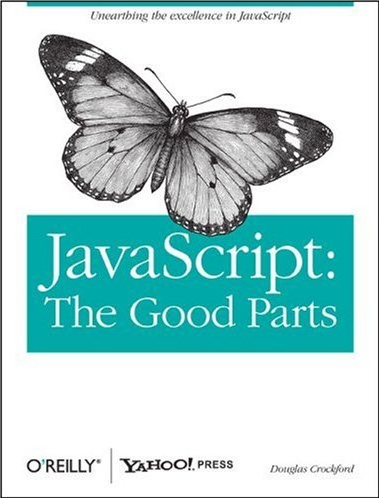 Unearthing the excellence in JavaScript
JavaScript:
The Good Parts
O'REILLY
YAHOO! PRESS
Douglas Crockford